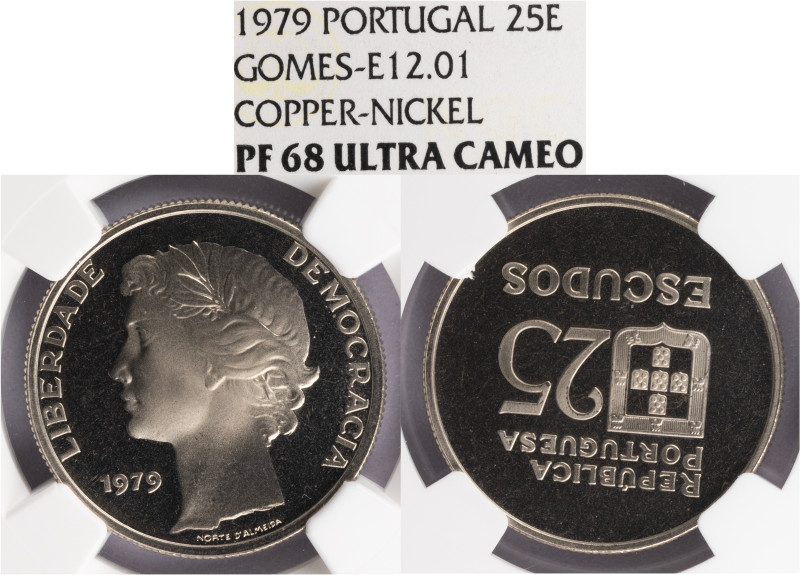 1979 PORTUGAL 25E
GOMES-E12.01
COPPER-NICKEL
PF 68 ULTRA CAMEO
LIBERDADE
DEMOCRACIA
1979
NORTE D'ALMEIDA
REPÚBLICA
PORTUGUESA
25
ESCUDOS